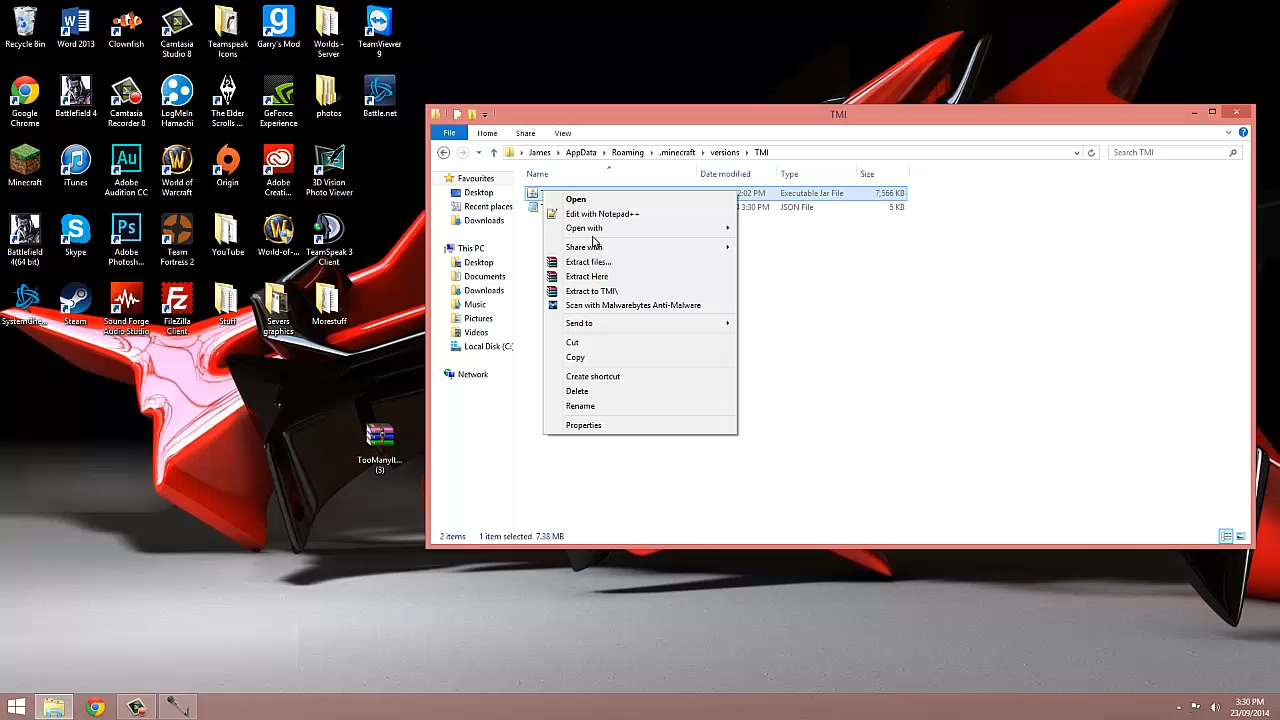 Recycle Bin
Word 2013
Clownfish
Camtasia Studio 8
Teamspeak Icons
Garry's Mod
Worlds - Server
TeamViewer 9
Google Chrome
Battlefield 4
Camtasia Recorder 8
LogMeIn Hamachi
The Elder Scrolls ...
GeForce Experience
photos
Battle.net
Minecraft
iTunes
Adobe Audition CC
World of Warcraft
Origin
Adobe Creative ...
3D Vision Photo Viewer
Battlefield 4(64 bit)
Skype
Adobe Photosh...
Team Fortress 2
YouTube
World-of-...
TeamSpeak 3 Client
Steam
Sound Forge Audio Studio
FileZilla Client
Stuff
Severs graphics
Morestuff
TooManyIt... (3)
TMI
File Home Share View
James AppData Roaming .minecraft versions TMI
Search TMI
Name Date modified Type Size
Favourites
Desktop
Recent places
Downloads
This PC
Desktop
Documents
Downloads
Music
Pictures
Videos
Local Disk (C:
Network
2:02 PM Executable Jar File 7,566 KB
3:30 PM JSON File 5 KB
Open
Edit with Notepad++
Open with
Share with
Extract files...
Extract Here
Extract to TMI\
Scan with Malwarebytes Anti-Malware
Send to
Cut
Copy
Create shortcut
Delete
Rename
Properties
2 items 1 item selected 7.38 MB
3:30 PM
23/09/2014